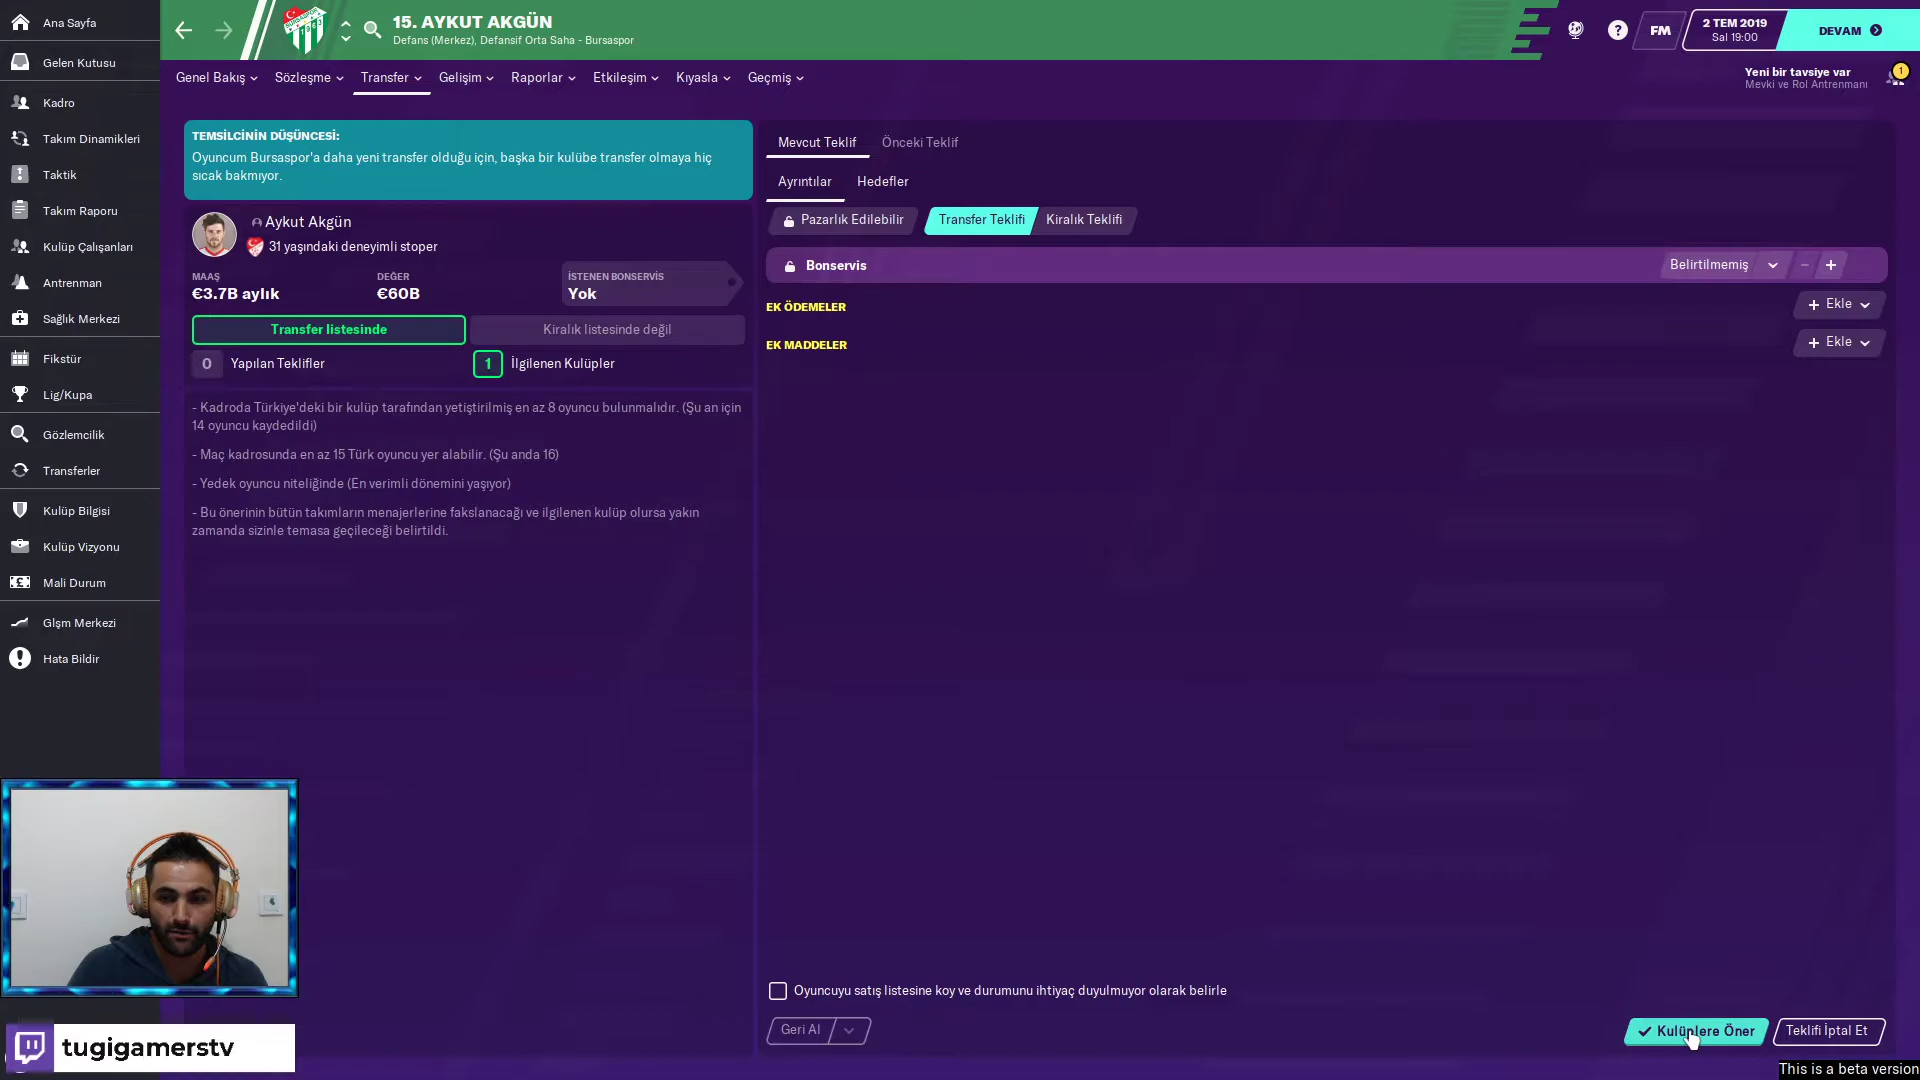 Ana Sayfa
Gelen Kutusu
Kadro
Takım Dinamikleri
Taktik
Takım Raporu
Kulüp Çalışanları
Antrenman
Sağlık Merkezi
Fikstür
Lig/Kupa
Gözlemcilik
Transferler
Kulüp Bilgisi
Kulüp Vizyonu
Mali Durum
Glşm Merkezi
Hata Bildir
15. AYKUT AKGÜN
Defans (Merkez), Defansif Orta Saha - Bursaspor
FM
2 TEM 2019
Sal 19:00
DEVAM
Genel Bakış
Sözleşme
Transfer
Gelişim
Raporlar
Etkileşim
Kıyasla
Geçmiş
Yeni bir tavsiye var
Mevki ve Rol Antrenmanı
1
TEMSİLCİNİN DÜŞÜNCESİ:
Oyuncum Bursaspor'a daha yeni transfer olduğu için, başka bir kulübe transfer olmaya hiç
sıcak bakmıyor.
Aykut Akgün
31 yaşındaki deneyimli stoper
MAAŞ
€3.7B aylık
DEĞER
€60B
İSTENEN BONSERVİS
Yok
Transfer listesinde
Kiralık listesinde değil
0 Yapılan Teklifler
1 İlgilenen Kulüpler
- Kadroda Türkiye'deki bir kulüp tarafından yetiştirilmiş en az 8 oyuncu bulunmalıdır. (Şu an için
14 oyuncu kaydedildi)
- Maç kadrosunda en az 15 Türk oyuncu yer alabilir. (Şu anda 16)
- Yedek oyuncu niteliğinde (En verimli dönemini yaşıyor)
- Bu önerinin bütün takımların menajerlerine fakslanacağı ve ilgilenen kulüp olursa yakın
zamanda sizinle temasa geçileceği belirtildi.
Mevcut Teklif
Önceki Teklif
Ayrıntılar
Hedefler
Pazarlık Edilebilir
Transfer Teklifi
Kiralık Teklifi
Bonservis
Belirtilmemiş
EK ÖDEMELER
Ekle
EK MADDELER
Ekle
Oyuncuyu satış listesine koy ve durumunu ihtiyaç duyulmuyor olarak belirle
Geri Al
Kulüplere Öner
Teklifi İptal Et
tugigamerstv
This is a beta version